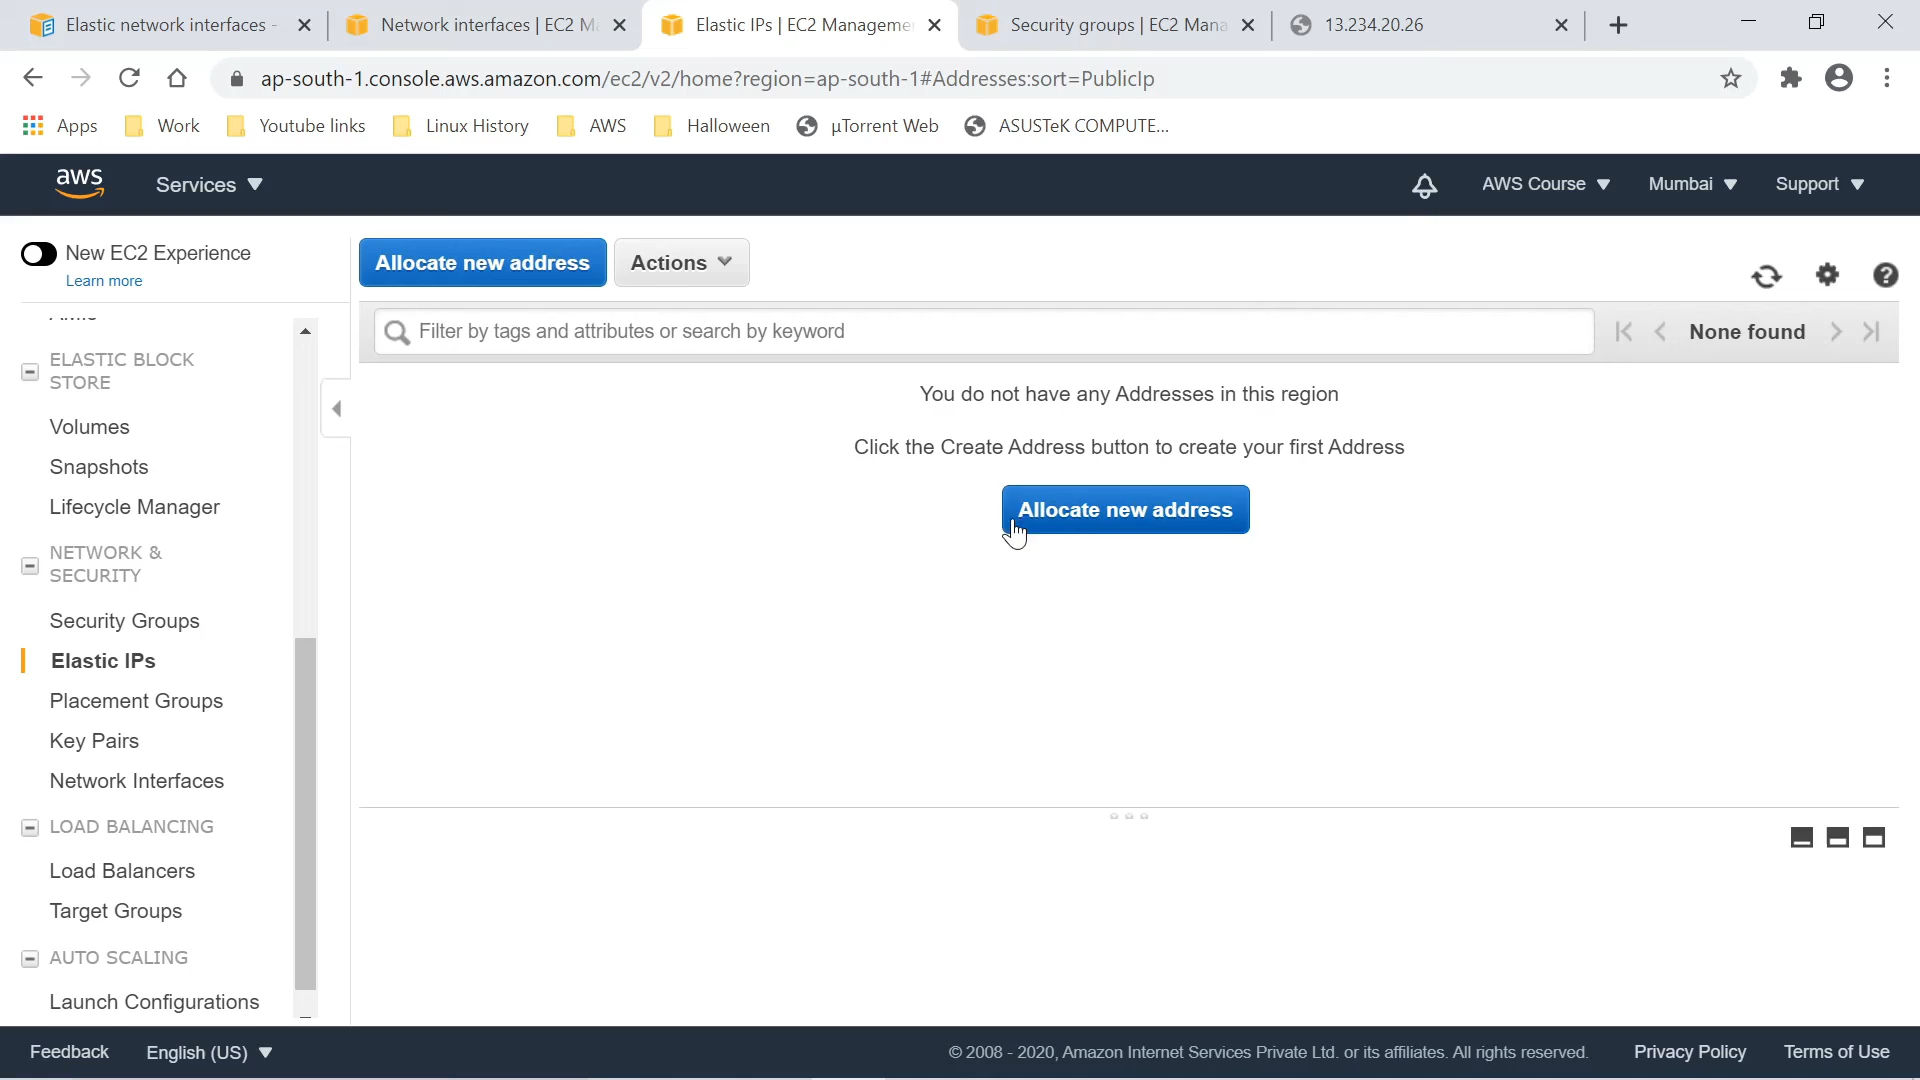 Elastic network interfaces -
Network interfaces | EC2 M
Elastic IPs | EC2 Manageme
Security groups | EC2 Mana
13.234.20.26
ap-south-1.console.aws.amazon.com/ec2/v2/home?region=ap-south-1#Addresses:sort=PublicIp
Apps
Work
Youtube links
Linux History
AWS
Halloween
µTorrent Web
ASUSTeK COMPUTE...
aws
Services
AWS Course
Mumbai
Support
New EC2 Experience
Learn more
Allocate new address
Actions
Filter by tags and attributes or search by keyword
None found
ELASTIC BLOCK
STORE
Volumes
Snapshots
Lifecycle Manager
NETWORK &
SECURITY
Security Groups
Elastic IPs
Placement Groups
Key Pairs
Network Interfaces
LOAD BALANCING
Load Balancers
Target Groups
AUTO SCALING
Launch Configurations
You do not have any Addresses in this region
Click the Create Address button to create your first Address
Allocate new address
Feedback
English (US)
© 2008 - 2020, Amazon Internet Services Private Ltd. or its affiliates. All rights reserved.
Privacy Policy
Terms of Use